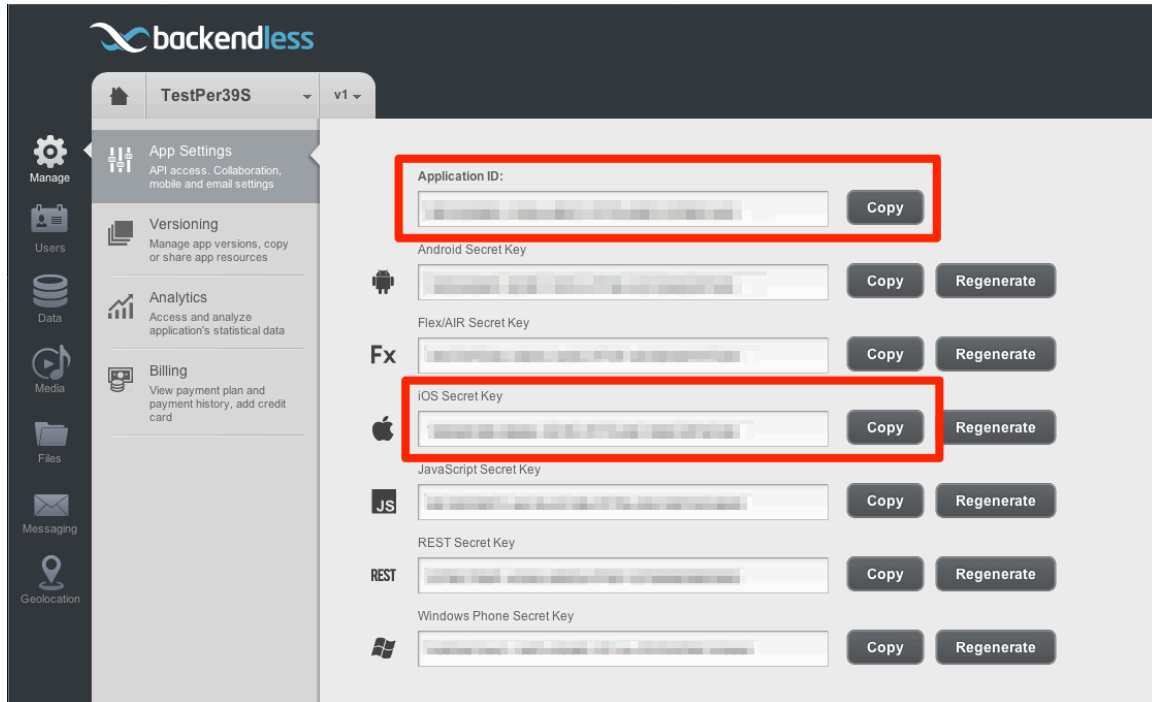 backendless
TestPer39S
v1
Manage
Users
Data
Media
Files
Messaging
Geolocation
App Settings
API access. Collaboration,
mobile and email settings
Versioning
Manage app versions, copy
or share app resources
Analytics
Access and analyze
application's statistical data
Billing
View payment plan and
payment history, add credit
card
Application ID:
Copy
Android Secret Key
Copy Regenerate
Flex/AIR Secret Key
Fx Copy Regenerate
iOS Secret Key
Copy Regenerate
JavaScript Secret Key
JS Copy Regenerate
REST Secret Key
REST Copy Regenerate
Windows Phone Secret Key
Copy Regenerate